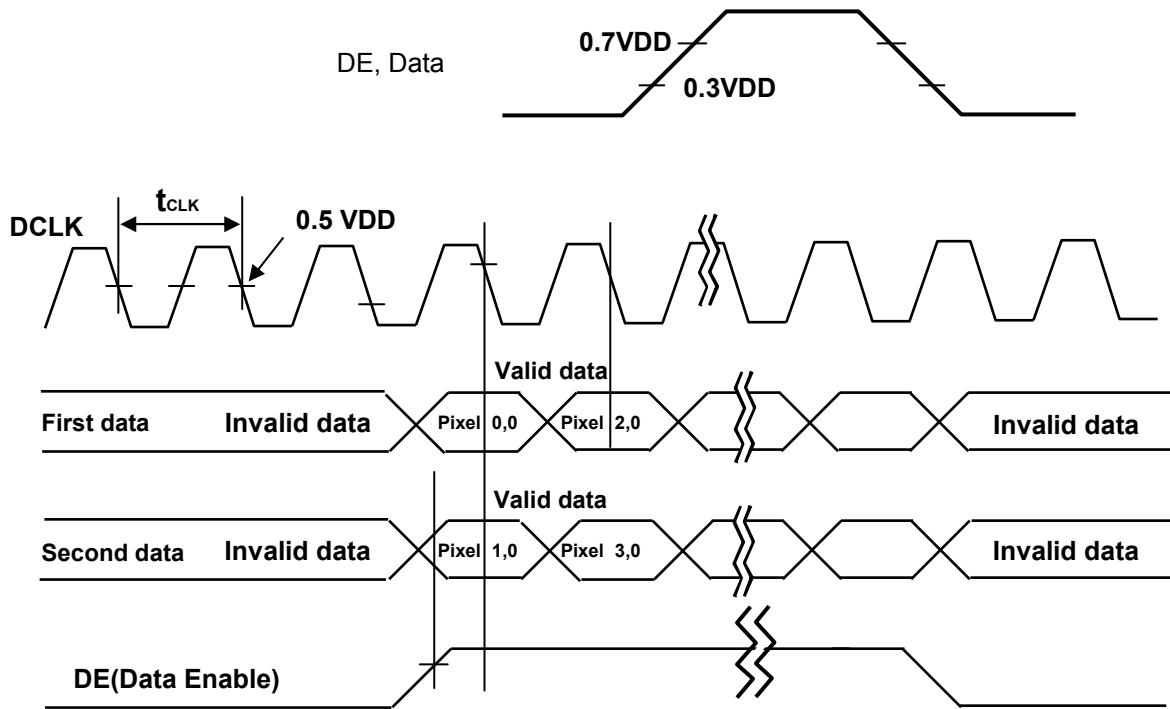 0.7VDD
DE, Data
0.3VDD
tCLK
0.5 VDD
DCLK
Valid data
First data
Invalid data
Pixel 0,0
Pixel 2,0
Invalid data
Valid data
Second data
Invalid data
Pixel 1,0
Pixel 3,0
Invalid data
DE(Data Enable)